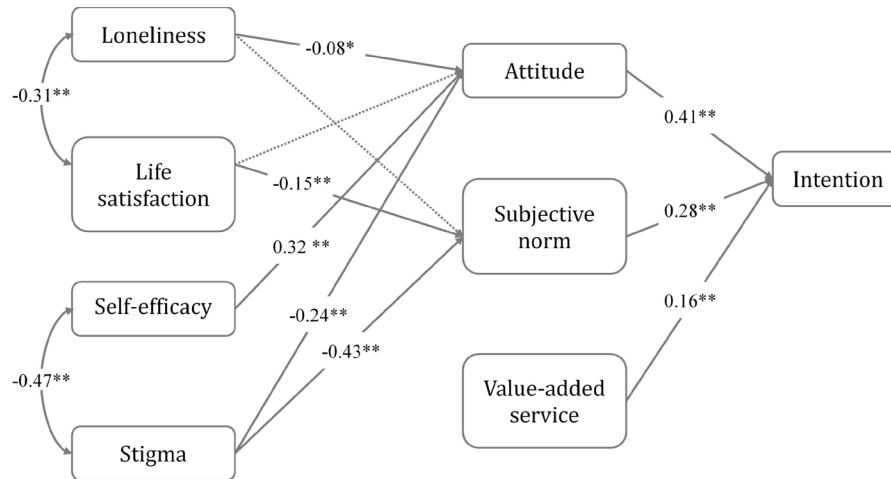 Loneliness
-0.08*
Attitude
-0.31**
0.41**
Life
satisfaction
-0.15**
Subjective
norm
0.28**
Intention
0.32 **
Self-efficacy
-0.24**
0.16**
-0.43**
-0.47**
Value-added
service
Stigma